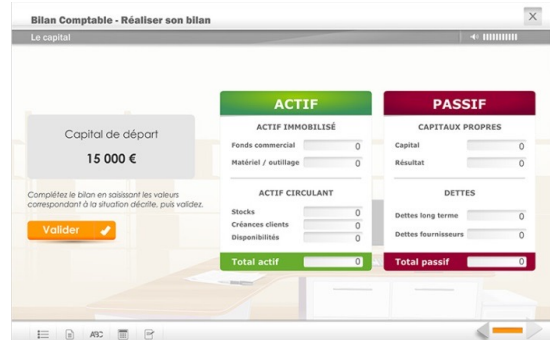 Bilan Comptable - Réaliser son bilan
Le capital
Capital de départ
15 000 €
Complétez le bilan en saisissant les valeurs
correspondant à la situation décrite, puis validez.
Valider
ACTIF
ACTIF IMMOBILISÉ
Fonds commercial 0
Matériel / outillage 0
ACTIF CIRCULANT
Stocks 0
Créances clients 0
Disponibilités 0
Total actif 0
PASSIF
CAPITAUX PROPRES
Capital 0
Résultat 0
DETTES
Dettes long terme 0
Dettes fournisseurs 0
Total passif 0